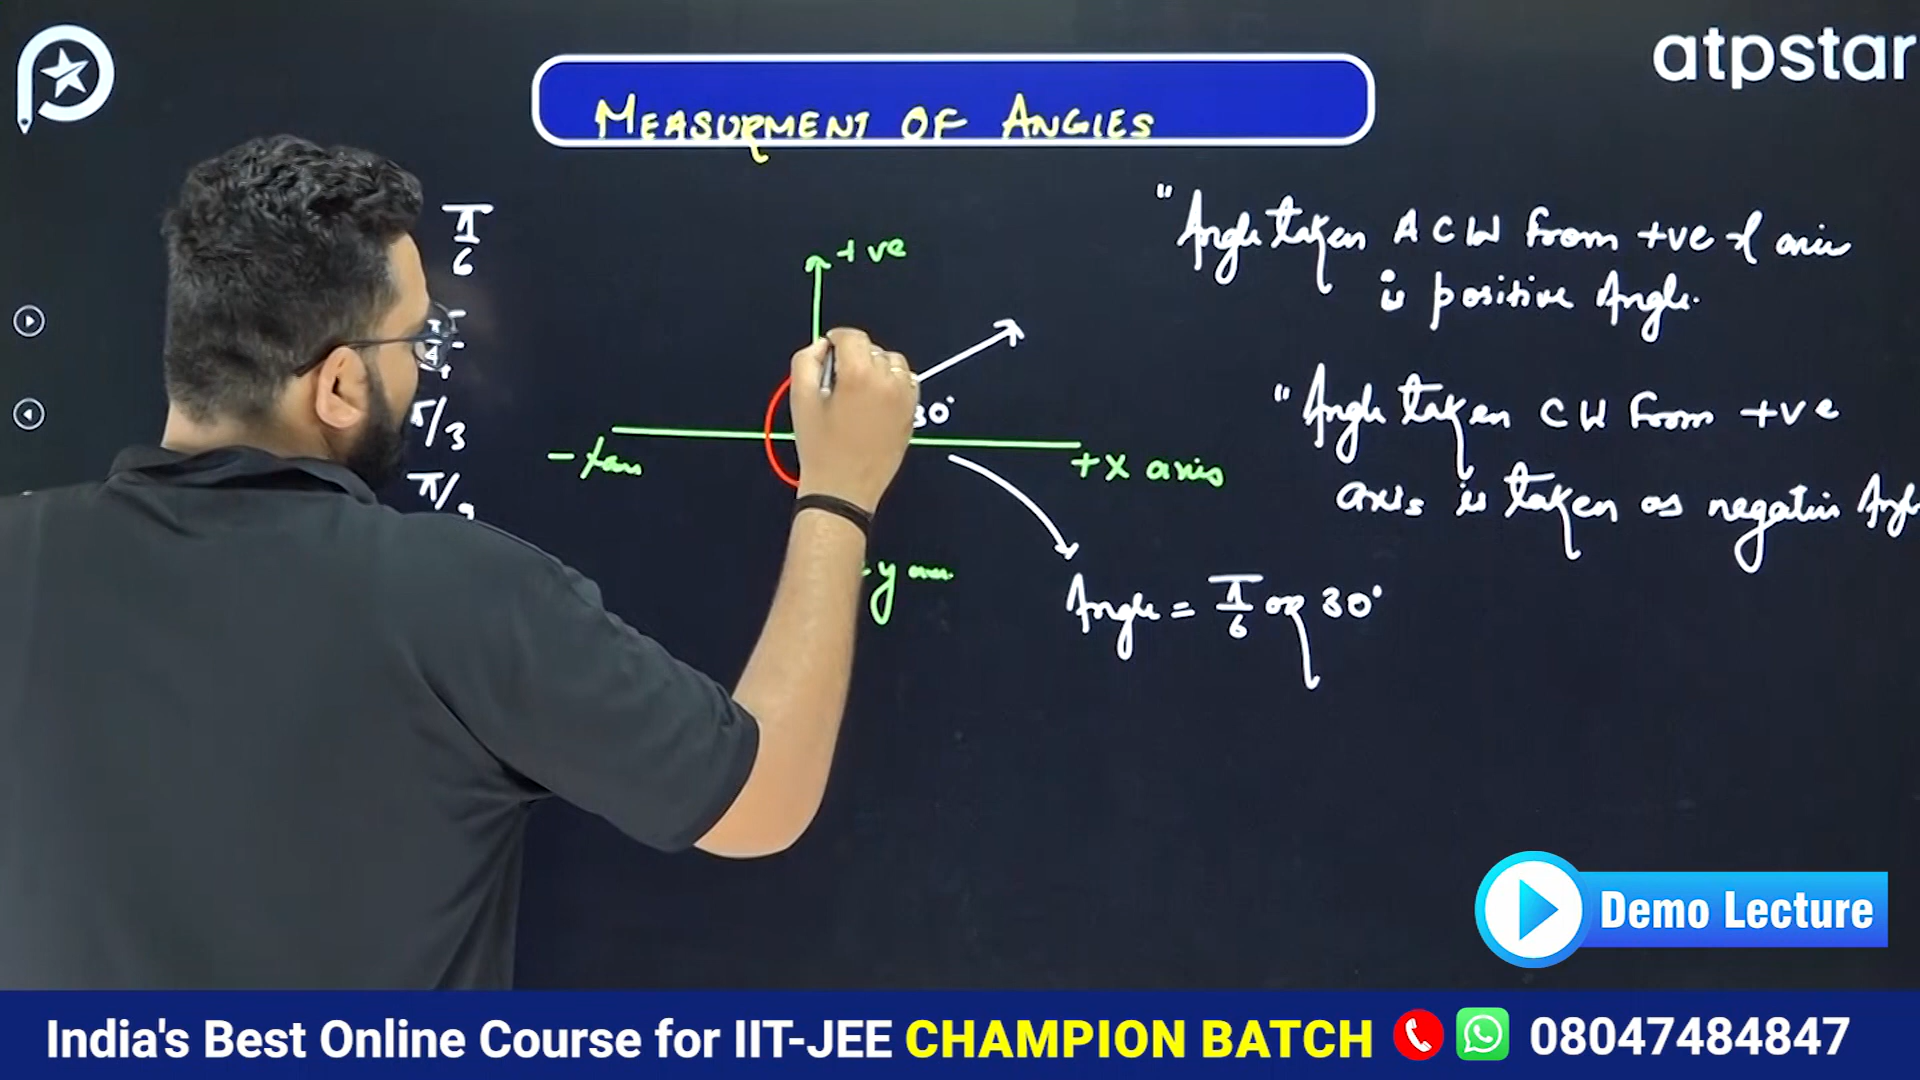 atpstar
MEASURMENT OF ANGLES
π/6
π/4
π/3
π/
+ve
30°
+x axis
-y
"Angle taken ACW from +ve x axis
is positive Angle.
"Angle taken CW from +ve
axis is taken as negative Angle
Angle = π/6 or 30°
Demo Lecture
India's Best Online Course for IIT-JEE CHAMPION BATCH 08047484847